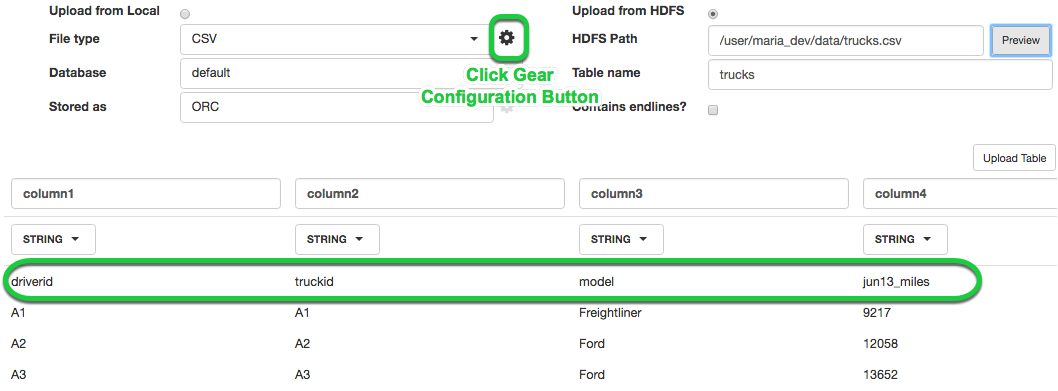 Upload from Local Upload from HDFS
File type CSV HDFS Path /user/maria_dev/data/trucks.csv Preview
Database default Click Gear Table name trucks
Stored as ORC Configuration Button Contains endlines?
Upload Table
column1 column2 column3 column4
STRING STRING STRING STRING
driverid truckid model jun13_miles
A1 A1 Freightliner 9217
A2 A2 Ford 12058
A3 A3 Ford 13652